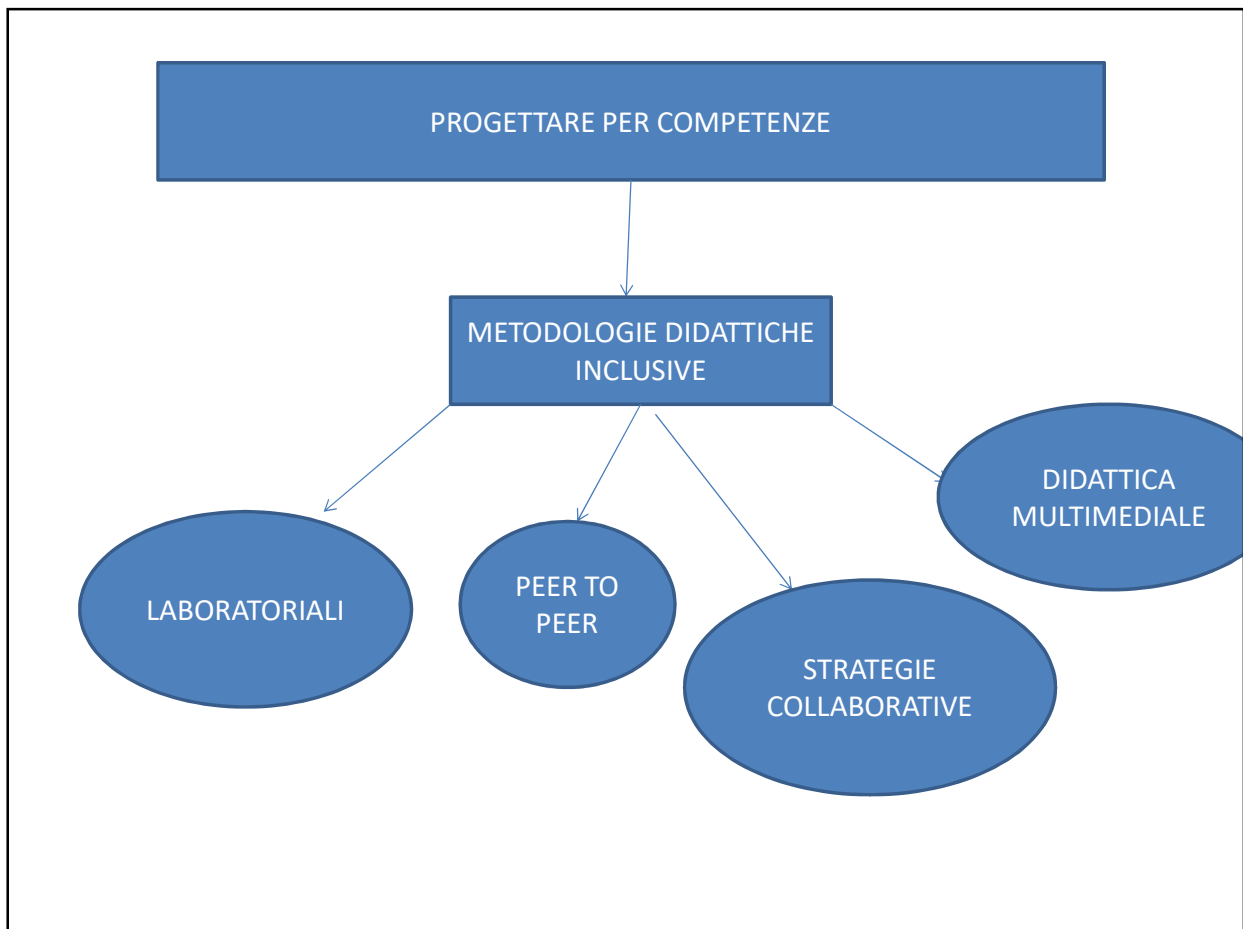 PROGETTARE PER COMPETENZE
METODOLOGIE DIDATTICHE
INCLUSIVE
LABORATORIALI
PEER TO
PEER
STRATEGIE
COLLABORATIVE
DIDATTICA
MULTIMEDIALE